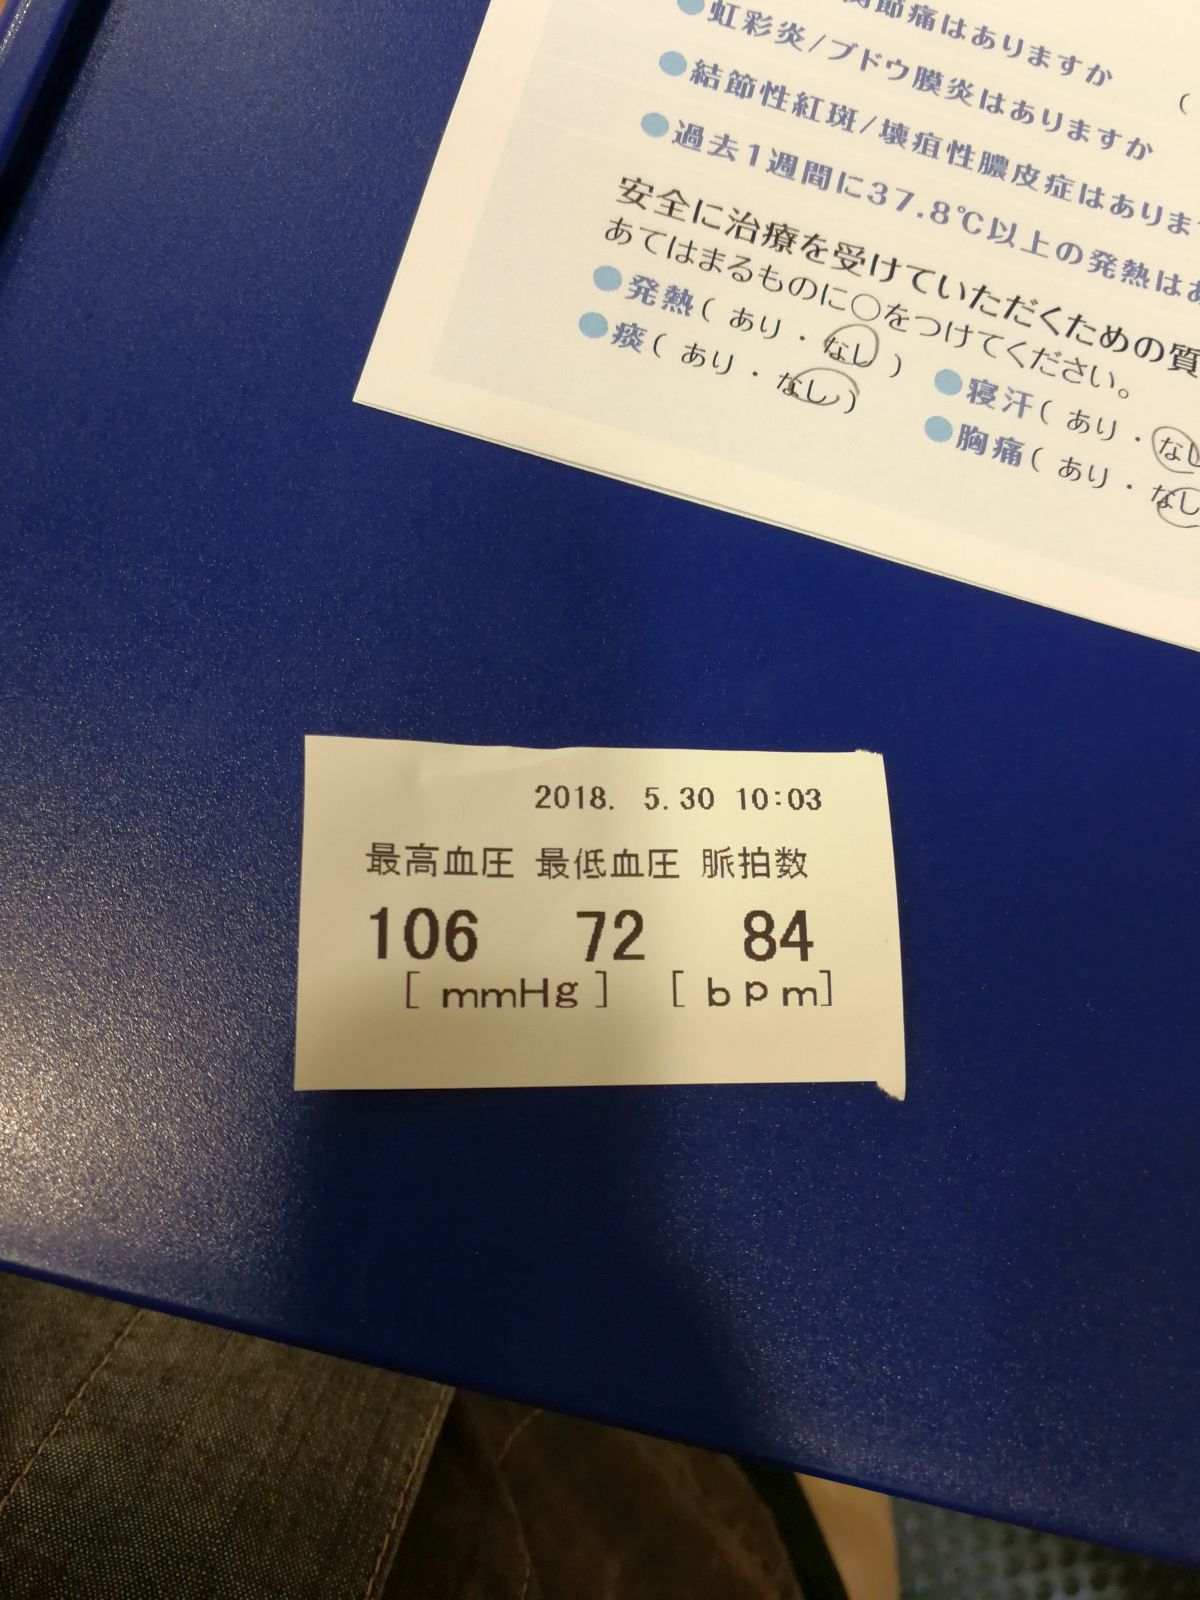 関節痛はありますか
●虹彩炎/ブドウ膜炎はありますか (
●結節性紅斑/壊疽性膿皮症はありま
●過去1週間に37.8℃以上の発熱はあ
安全に治療を受けていただくための質
あてはまるものに○をつけてください。
●発熱( あり・なし ) ●寝汗( あり・なし
●痰( あり・なし ) ●胸痛( あり・なし
2018. 5.30 10:03
最高血圧 最低血圧 脈拍数
106 72 84
[ mmHg ] [ bpm]